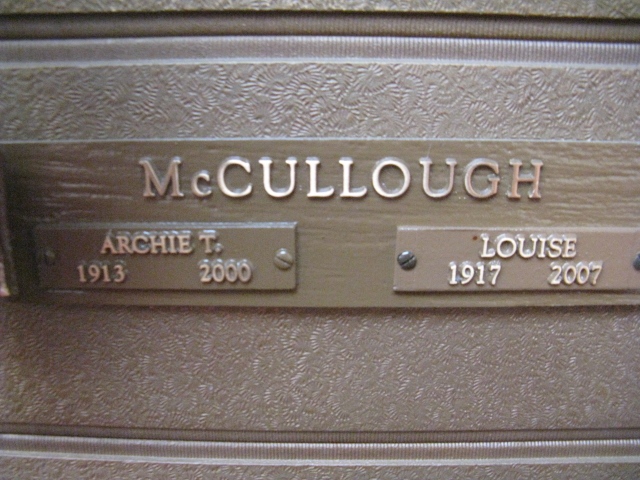 McCULLOUGH
ARCHIE T.
1913 2000
LOUISE
1917 2007